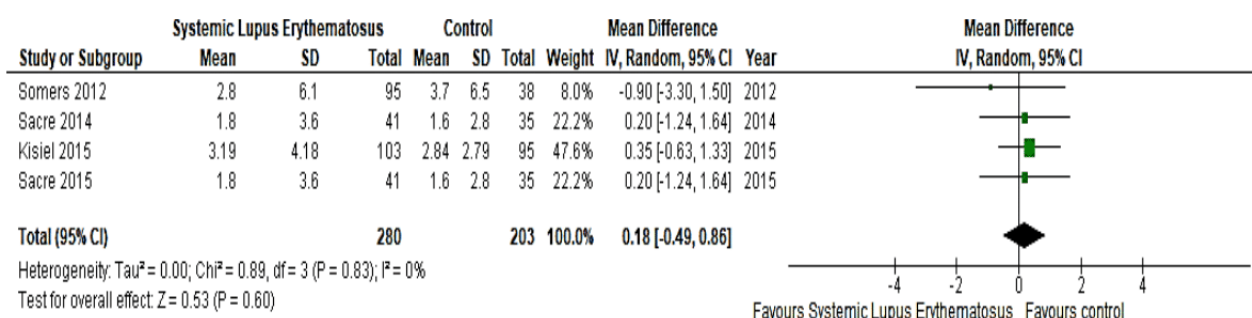 Systemic Lupus Erythematosus Control Mean Difference Mean Difference
Study or Subgroup Mean SD Total Mean SD Total Weight IV, Random, 95% CI Year IV, Random, 95% CI
Somers 2012 2.8 6.1 95 3.7 6.5 38 8.0% -0.90 [-3.30, 1.50] 2012
Sacre 2014 1.8 3.6 41 1.6 2.8 35 22.2% 0.20 [-1.24, 1.64] 2014
Kisiel 2015 3.19 4.18 103 2.84 2.79 95 47.6% 0.35 [-0.63, 1.33] 2015
Sacre 2015 1.8 3.6 41 1.6 2.8 35 22.2% 0.20 [-1.24, 1.64] 2015
Total (95% CI) 280 203 100.0% 0.18 [-0.49, 0.86]
Heterogeneity: Tau² = 0.00; Chi² = 0.89, df = 3 (P = 0.83); I² = 0%
Test for overall effect: Z = 0.53 (P = 0.60)
-4 -2 0 2 4
Favours Systemic Lupus Erythematosus Favours control